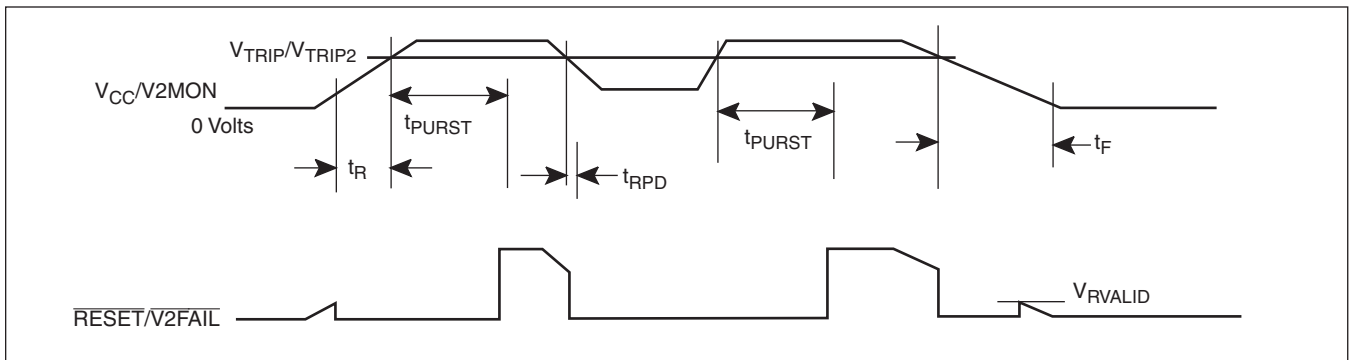 VTRIP/VTRIP2
VCC/V2MON
0 Volts
tPURST
tPURST
tR
tRPD
tF
RESET/V2FAIL
VRVALID